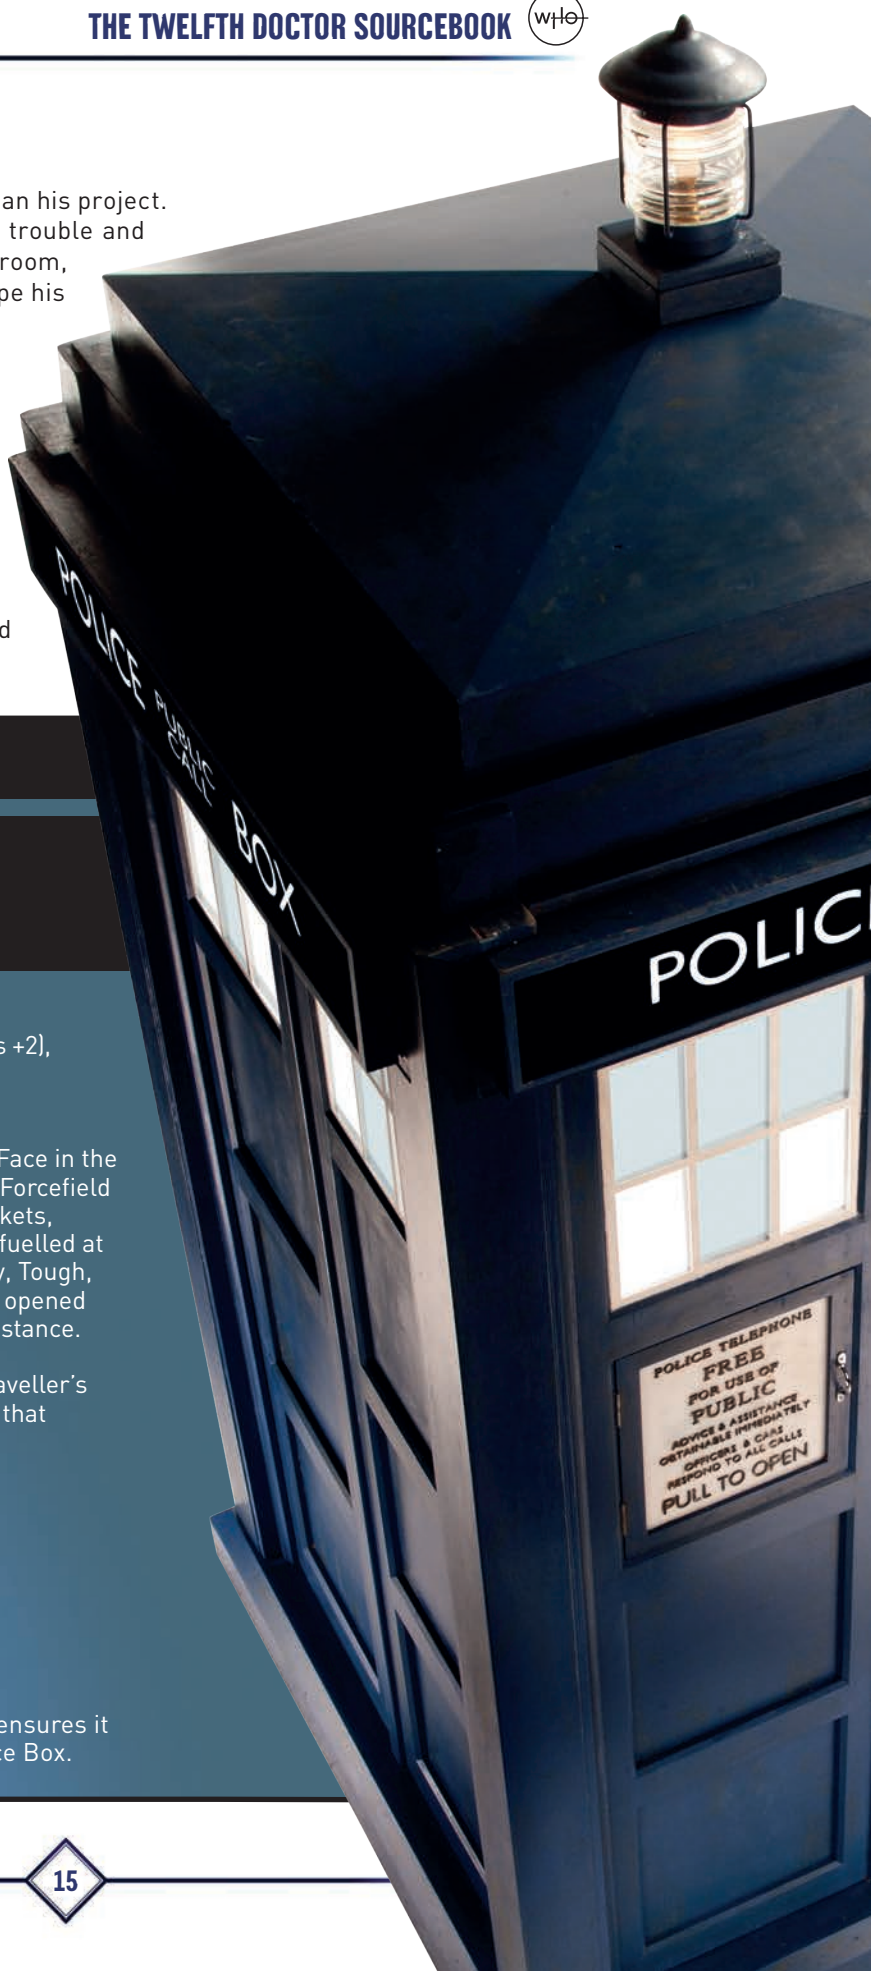 THE TWELFTH DOCTOR SOURCEBOOK
an his project.
trouble and
room,
pe his
d
s +2),
Face in the
Forcefield
kets,
fuelled at
y, Tough,
opened
stance.
aveller's
that
ensures it
ce Box.
15
POLICE PUBLIC CALL BOX
POLICE
POLICE TELEPHONE
FREE
FOR USE OF
PUBLIC
ADVICE & ASSISTANCE
OBTAINABLE IMMEDIATELY
OFFICERS & CARS
RESPOND TO ALL CALLS
PULL TO OPEN